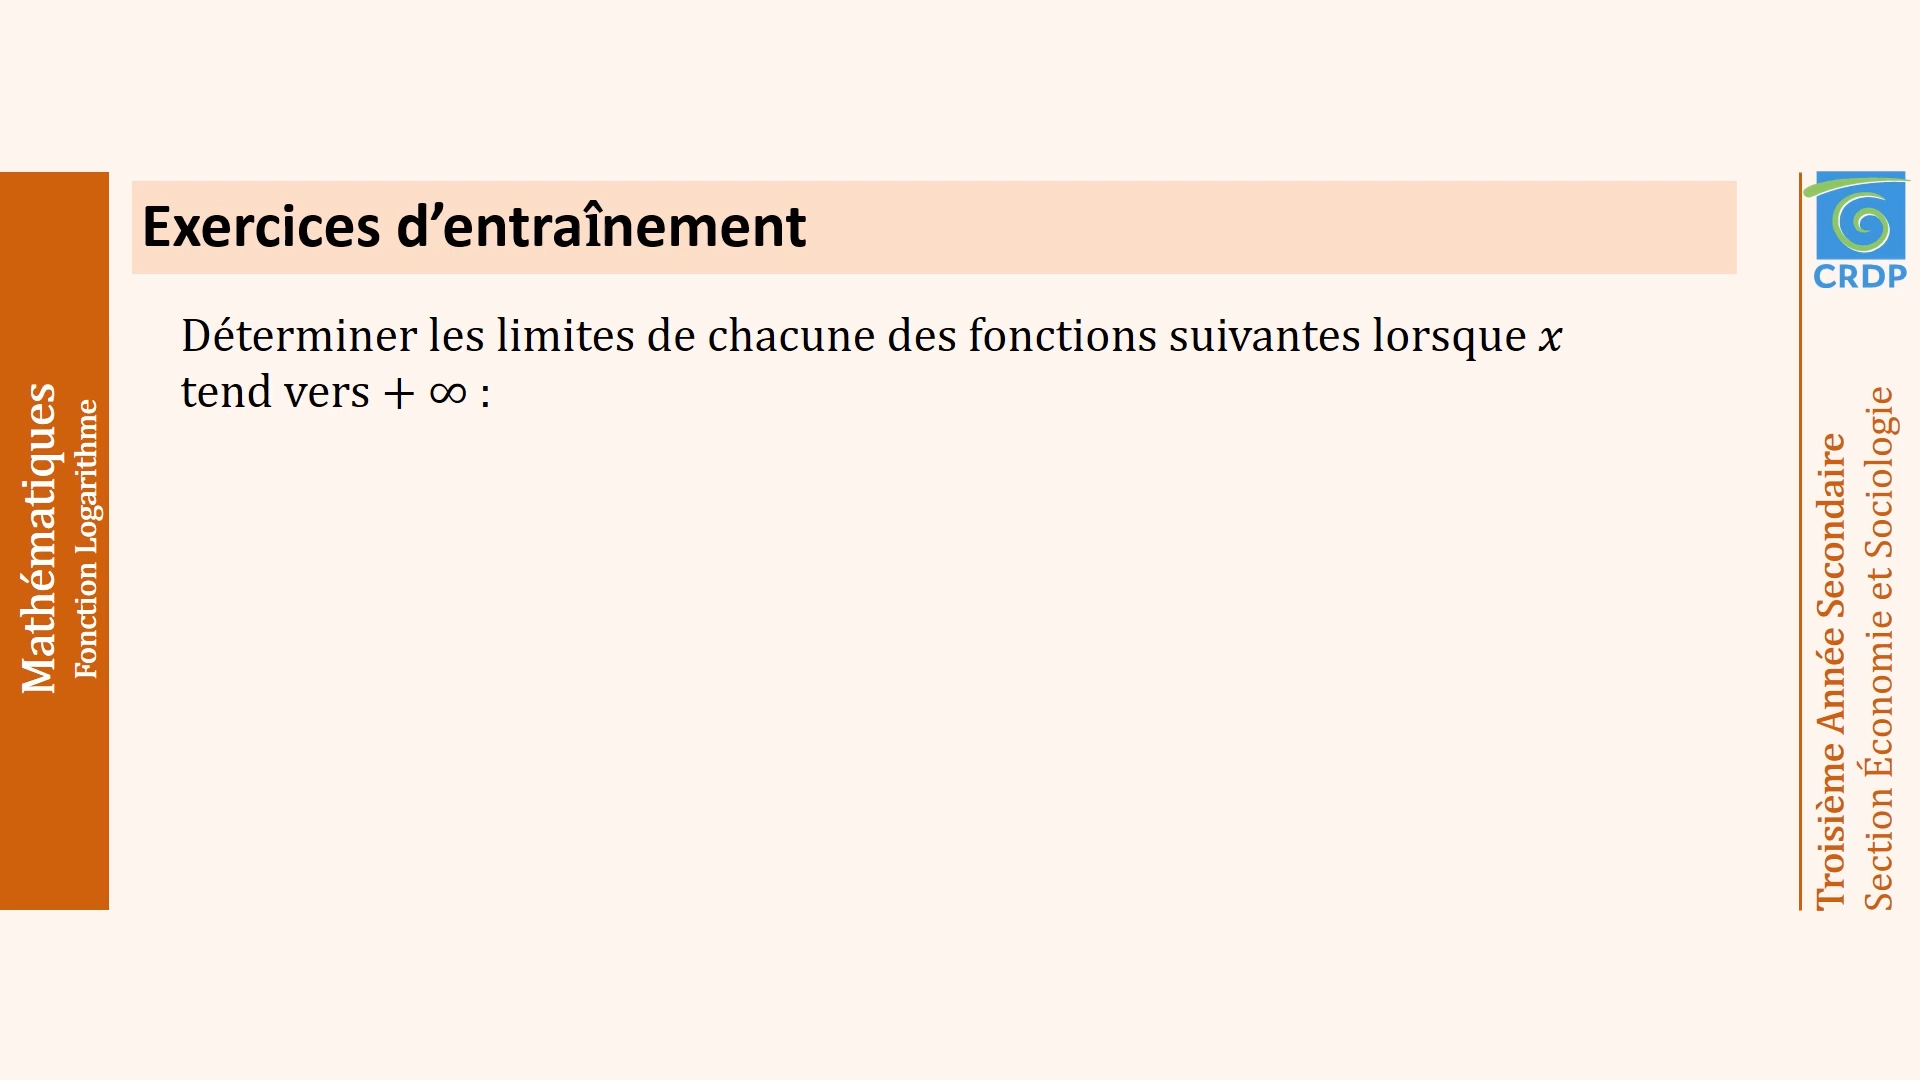 Mathématiques
Fonction Logarithme
Exercices d’entraînement
Déterminer les limites de chacune des fonctions suivantes lorsque x
tend vers + ∞ :
CRDP
Troisième Année Secondaire
Section Économie et Sociologie